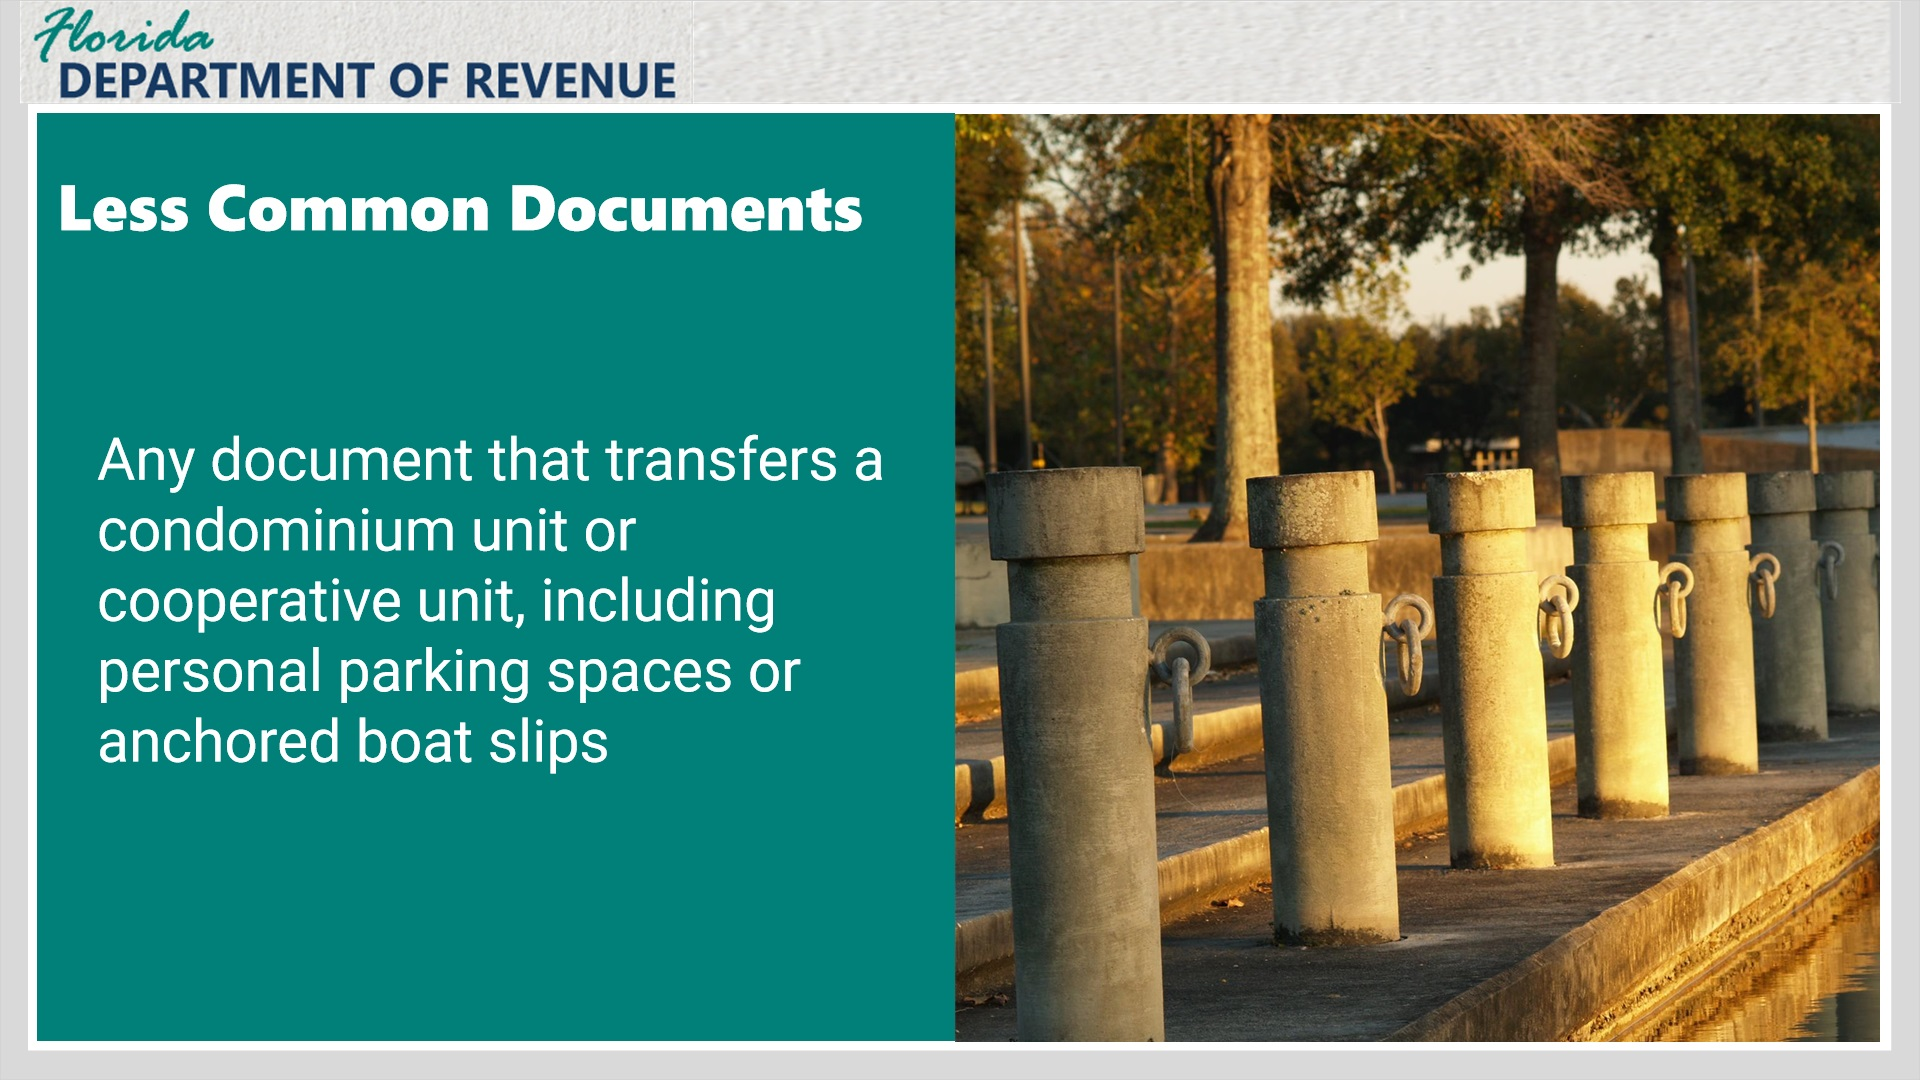 Florida
DEPARTMENT OF REVENUE
Less Common Documents
Any document that transfers a
condominium unit or
cooperative unit, including
personal parking spaces or
anchored boat slips